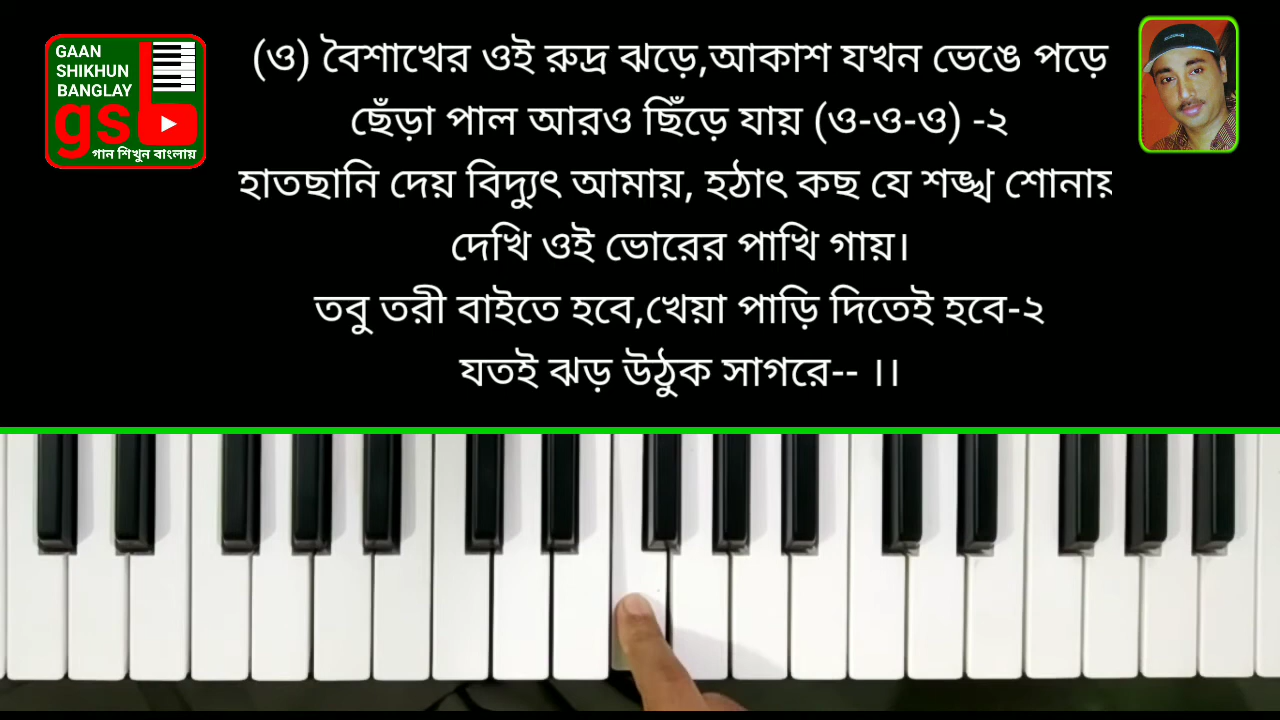 GAAN
SHIKHUN
BANGLAY
gsb
গান শিখুন বাংলায়
(ও) বৈশাখের ওই রুদ্র ঝড়ে,আকাশ যখন ভেঙে পড়ে
ছেঁড়া পাল আরও ছিঁড়ে যায় (ও-ও-ও) -২
হাতছানি দেয় বিদ্যুৎ আমায়, হঠাৎ কছ যে শঙ্খ শোনায়
দেখি ওই ভোরের পাখি গায়।
তবু তরী বাইতে হবে,খেয়া পাড়ি দিতেই হবে-২
যতই ঝড় উঠুক সাগরে-- ।।